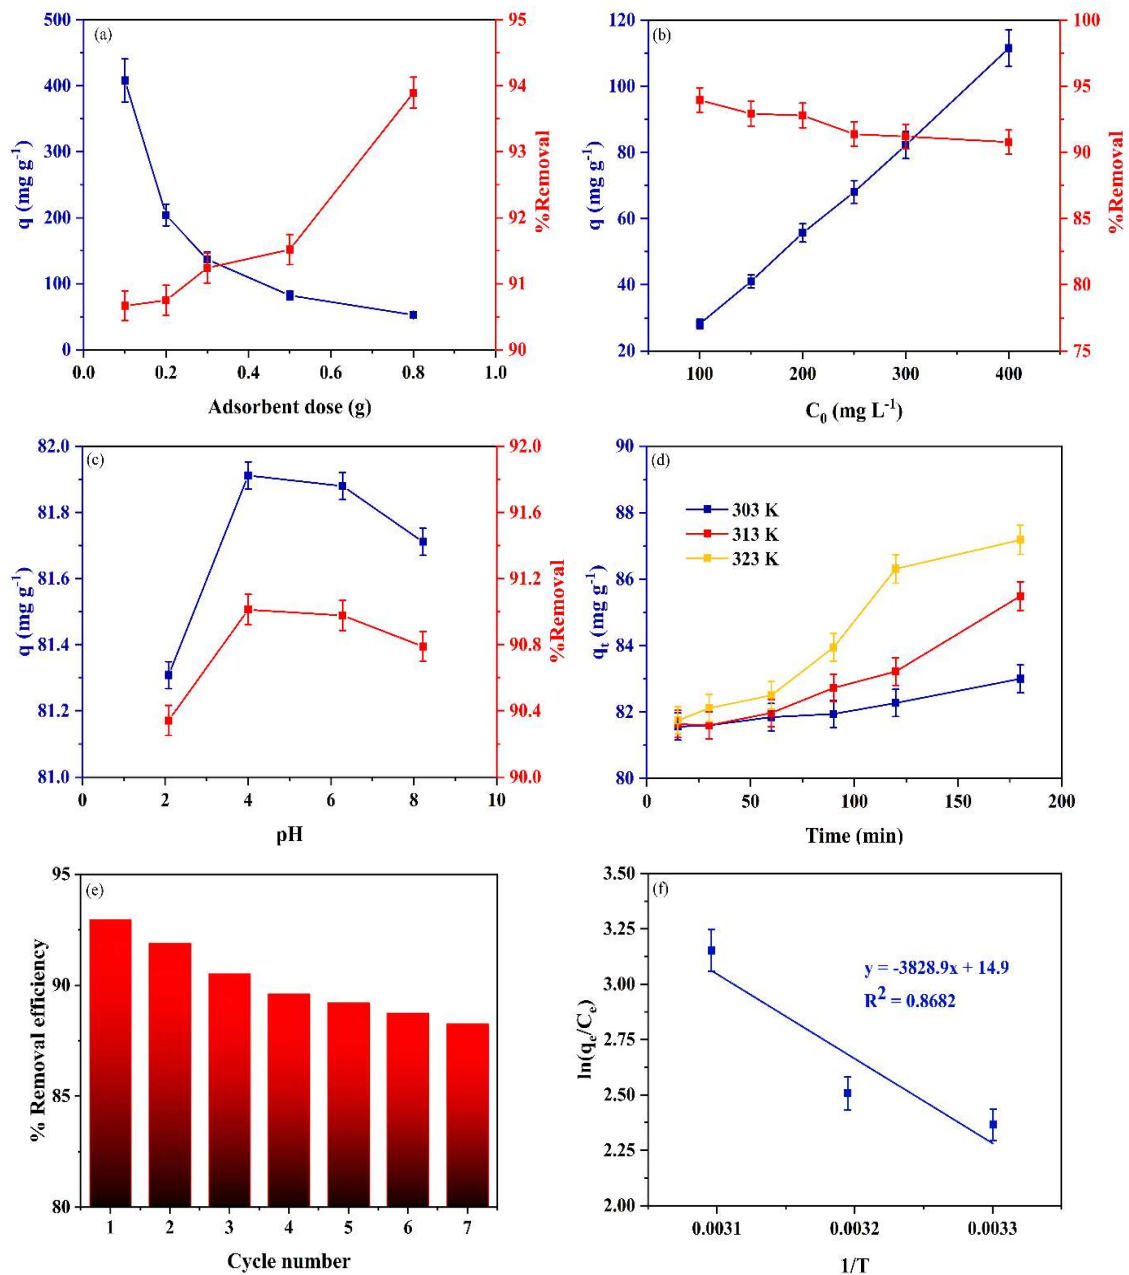 (a)
500
400
300
200
100
0
q (mg g-1)
95
94
93
92
91
90
%Removal
0.0 0.2 0.4 0.6 0.8 1.0
Adsorbent dose (g)
(b)
120
100
80
60
40
20
q (mg g-1)
100
95
90
85
80
75
%Removal
100 200 300 400
C0 (mg L-1)
(c)
82.0
81.8
81.6
81.4
81.2
81.0
q (mg g-1)
92.0
91.6
91.2
90.8
90.4
90.0
%Removal
0 2 4 6 8 10
pH
(d)
90
88
86
84
82
80
qt (mg g-1)
303 K
313 K
323 K
0 50 100 150 200
Time (min)
(e)
95
90
85
80
% Removal efficiency
1 2 3 4 5 6 7
Cycle number
(f)
3.50
3.25
3.00
2.75
2.50
2.25
2.00
ln(qe/Ce)
y = -3828.9x + 14.9
R2 = 0.8682
0.0031 0.0032 0.0033
1/T